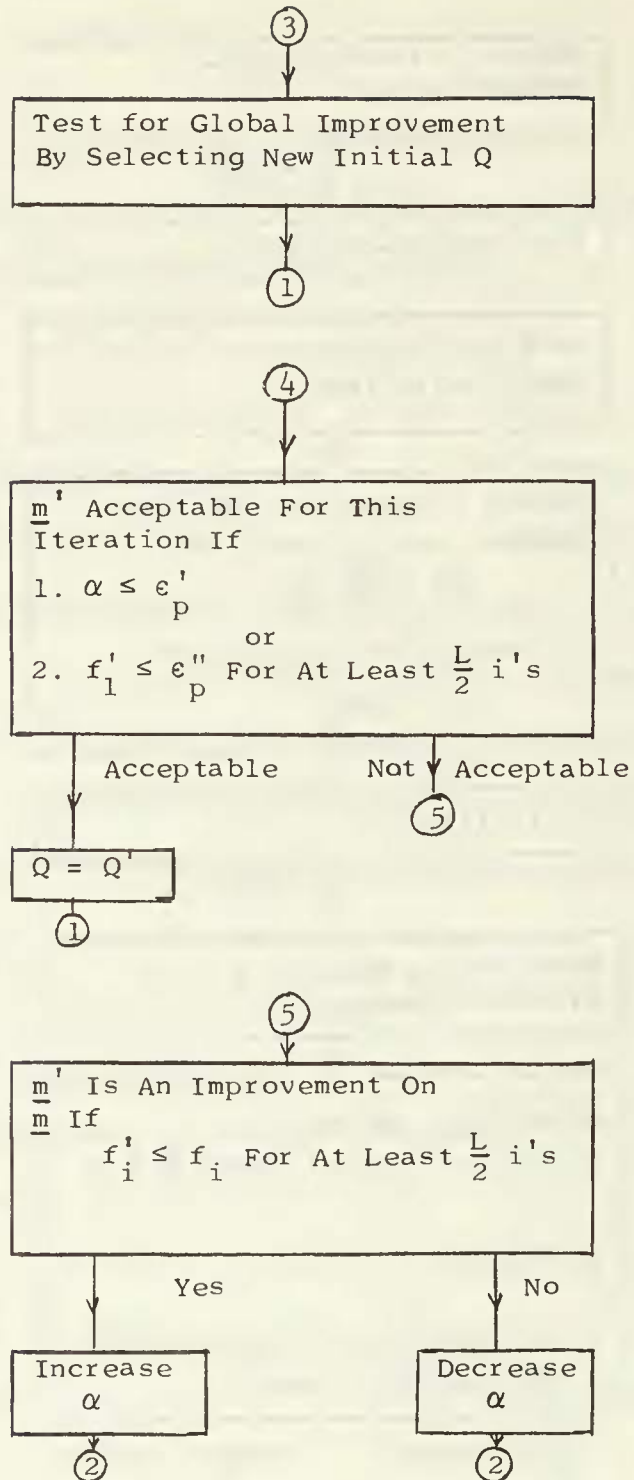 3
Test for Global Improvement
By Selecting New Initial Q
1
4
m' Acceptable For This
Iteration If
1. α ≤ ϵ'p
or
2. f'1 ≤ ϵ"p For At Least L/2 i's
Acceptable Not Acceptable
5
Q = Q'
1
5
m' Is An Improvement On
m If
f'i ≤ fi For At Least L/2 i's
Yes No
Increase Decrease
α α
2 2